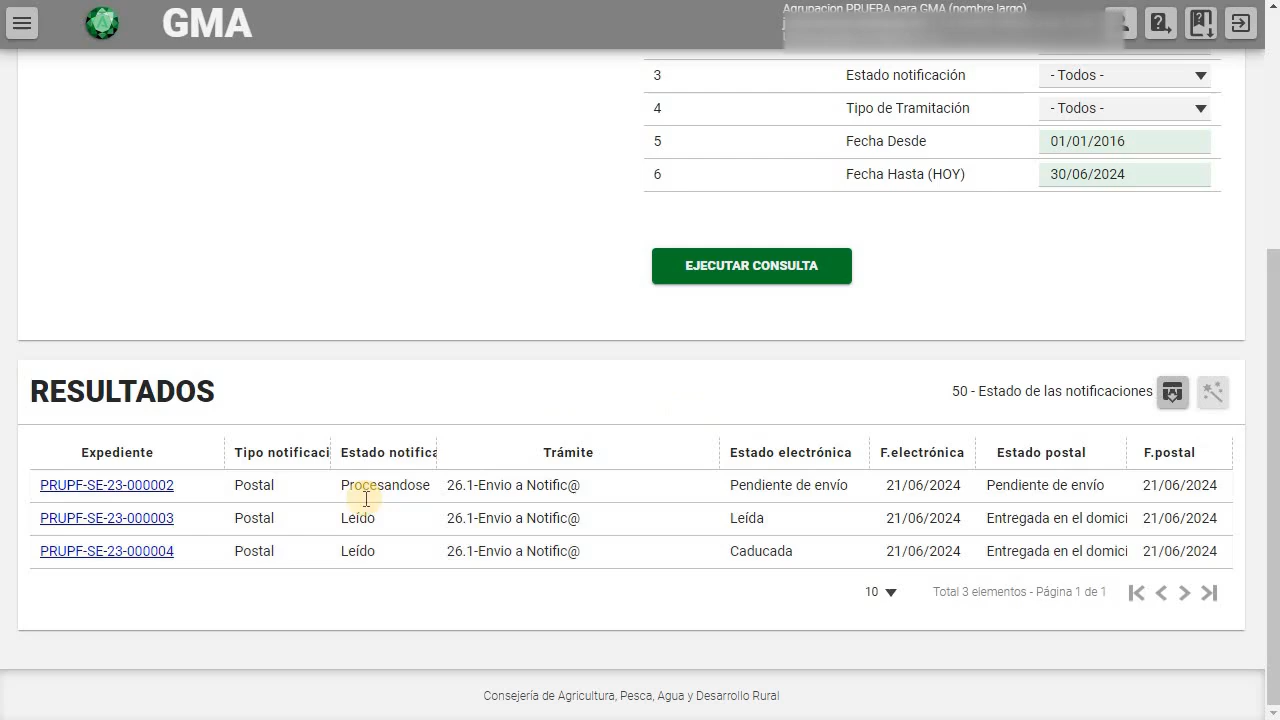 GMA
Agrupacion PRUEBA para GMA (nombre largo)
3 Estado notificación - Todos -
4 Tipo de Tramitación - Todos -
5 Fecha Desde 01/01/2016
6 Fecha Hasta (HOY) 30/06/2024
EJECUTAR CONSULTA
RESULTADOS
50 - Estado de las notificaciones
Expediente Tipo notificaci Estado notifica Trámite Estado electrónica F.electrónica Estado postal F.postal
PRUPF-SE-23-000002 Postal Procesandose 26.1-Envio a Notific@ Pendiente de envío 21/06/2024 Pendiente de envío 21/06/2024
PRUPF-SE-23-000003 Postal Leído 26.1-Envio a Notific@ Leída 21/06/2024 Entregada en el domici 21/06/2024
PRUPF-SE-23-000004 Postal Leído 26.1-Envio a Notific@ Caducada 21/06/2024 Entregada en el domici 21/06/2024
10 Total 3 elementos - Página 1 de 1
Consejería de Agricultura, Pesca, Agua y Desarrollo Rural